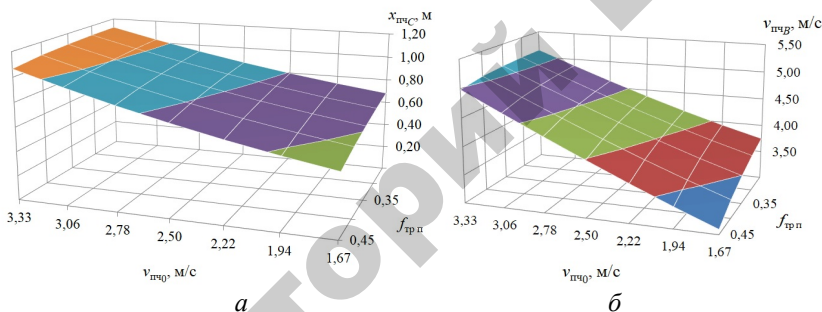 x_пчC, м
1,20
1,00
0,80
0,60
0,40
0,20
0,35
f_тр п
0,45
3,33 3,06 2,78 2,50 2,22 1,94 1,67
v_пч0, м/с
а
v_пчB, м/с
5,50
5,00
4,50
4,00
3,50
0,35
f_тр п
0,45
3,33 3,06 2,78 2,50 2,22 1,94 1,67
v_пч0, м/с
б
торий